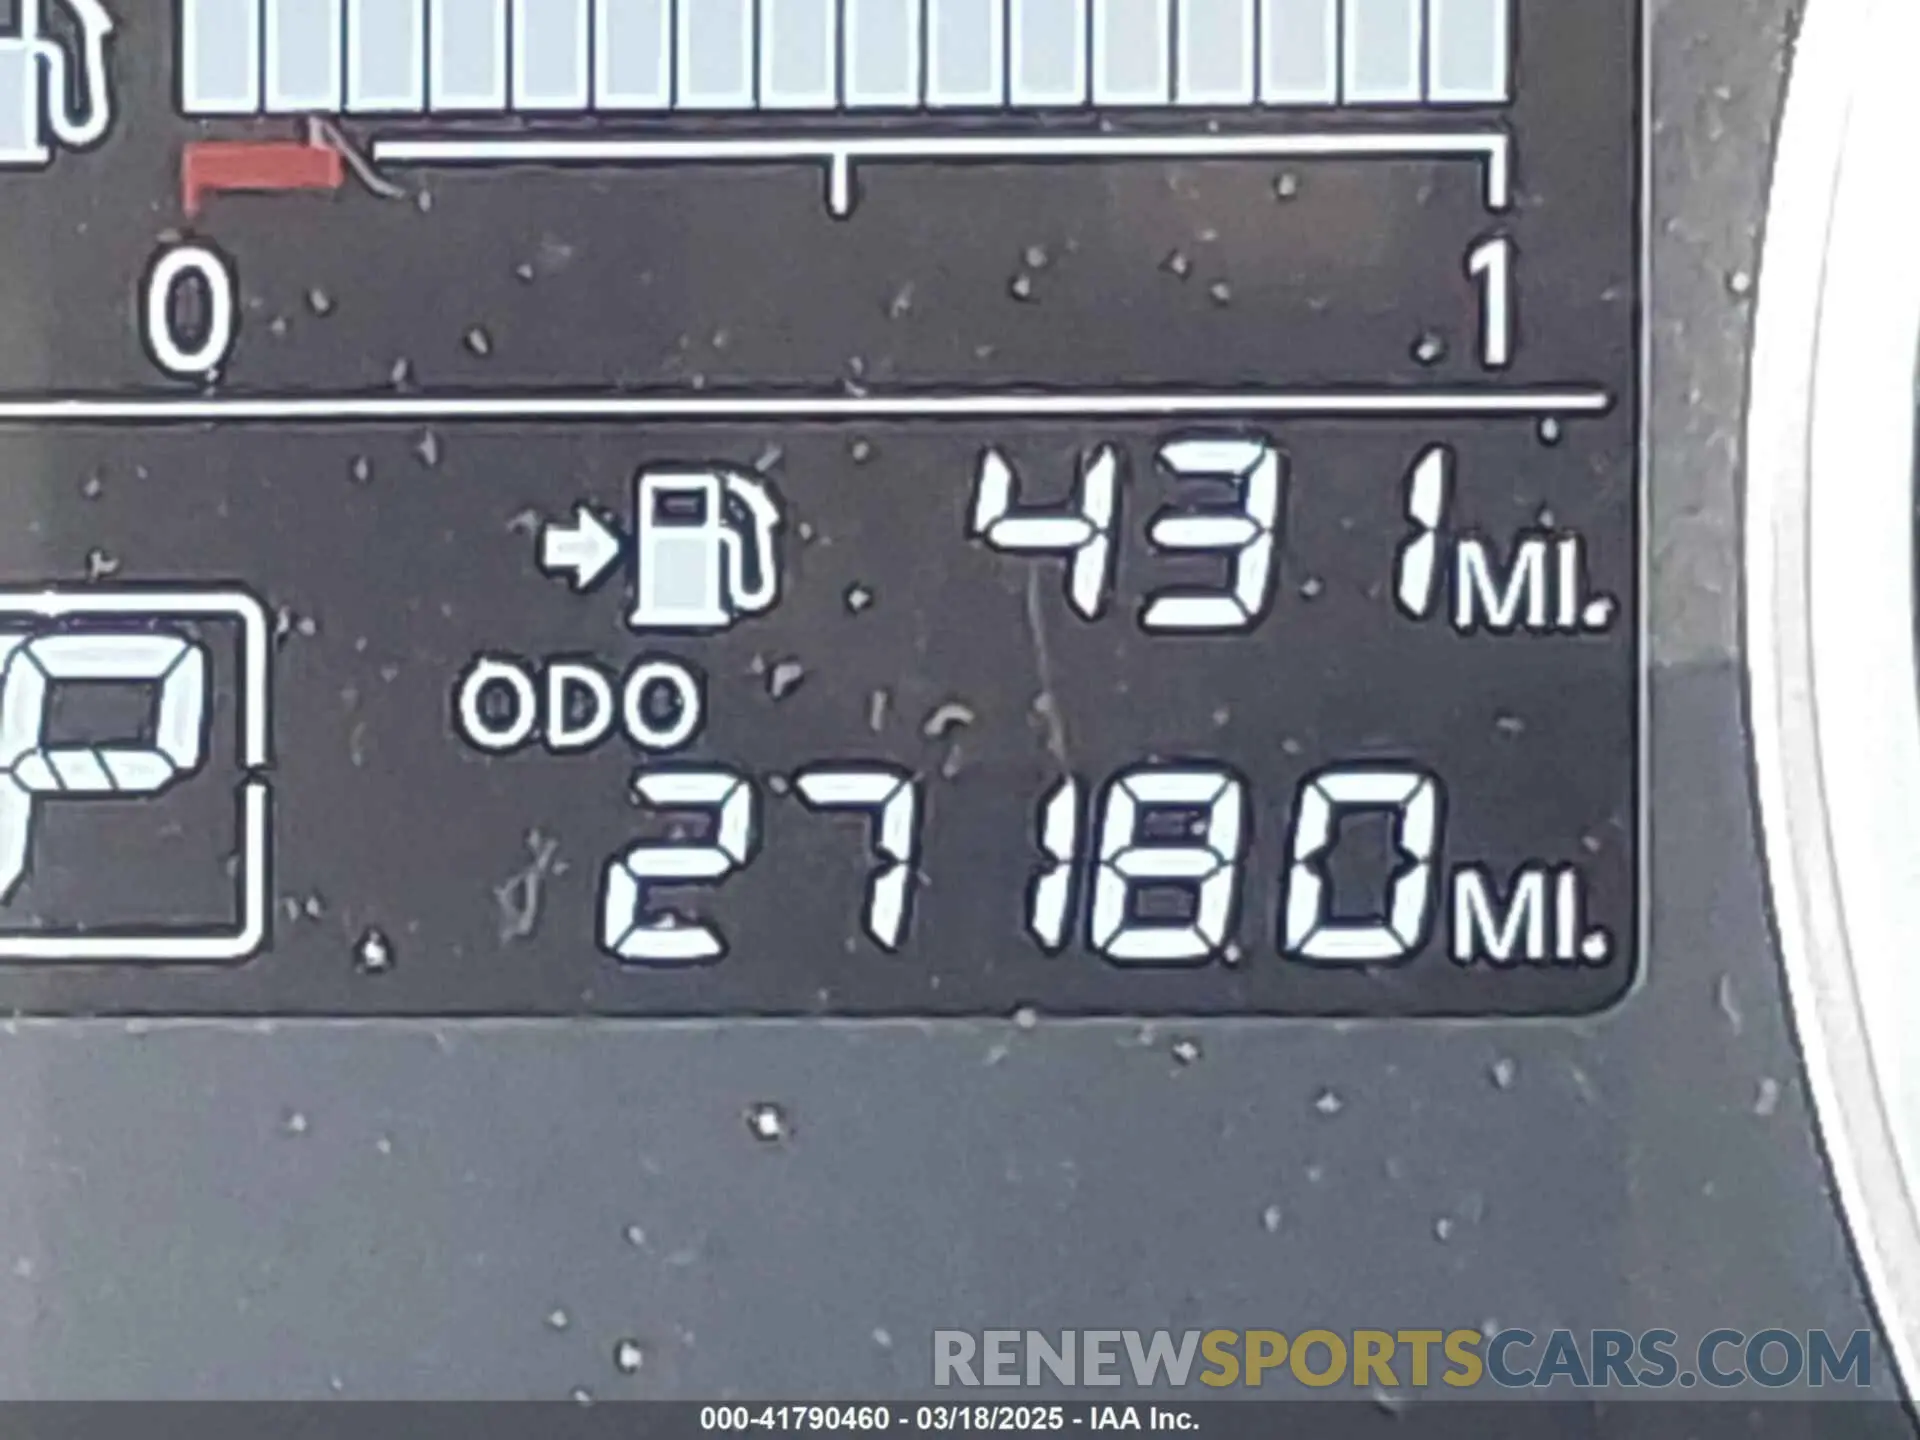 0 1
431 MI.
ODO
P
27180 MI.
RENEWSPORTSCARS.COM
000-41790460 - 03/18/2025 - IAA Inc.